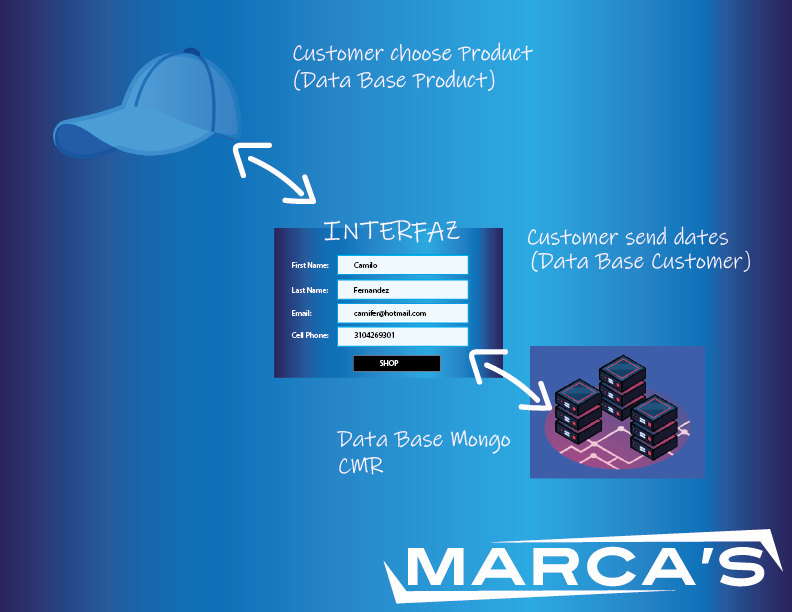 Customer choose Product
(Data Base Product)
INTERFAZ
Customer send dates
(Data Base Customer)
First Name: Camilo
Last Name: Fernandez
Email: camifer@hotmail.com
Cell Phone: 3104269301
SHOP
Data Base Mongo
CMR
MARCA'S